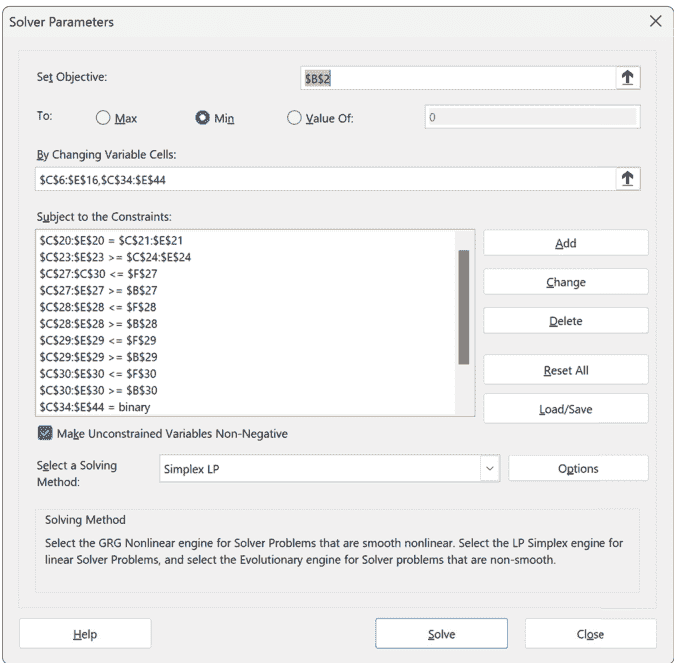 Solver Parameters
Set Objective:
$B$2
To:
Max
Min
Value Of:
0
By Changing Variable Cells:
$C$6:$E$16,$C$34:$E$44
Subject to the Constraints:
$C$20:$E$20 = $C$21:$E$21
$C$23:$E$23 >= $C$24:$E$24
$C$27:$C$30 <= $F$27
$C$27:$E$27 >= $B$27
$C$28:$E$28 <= $F$28
$C$28:$E$28 >= $B$28
$C$29:$E$29 <= $F$29
$C$29:$E$29 >= $B$29
$C$30:$E$30 <= $F$30
$C$30:$E$30 >= $B$30
$C$34:$E$44 = binary
Add
Change
Delete
Reset All
Load/Save
Make Unconstrained Variables Non-Negative
Select a Solving
Method:
Simplex LP
Options
Solving Method
Select the GRG Nonlinear engine for Solver Problems that are smooth nonlinear. Select the LP Simplex engine for
linear Solver Problems, and select the Evolutionary engine for Solver problems that are non-smooth.
Help
Solve
Close